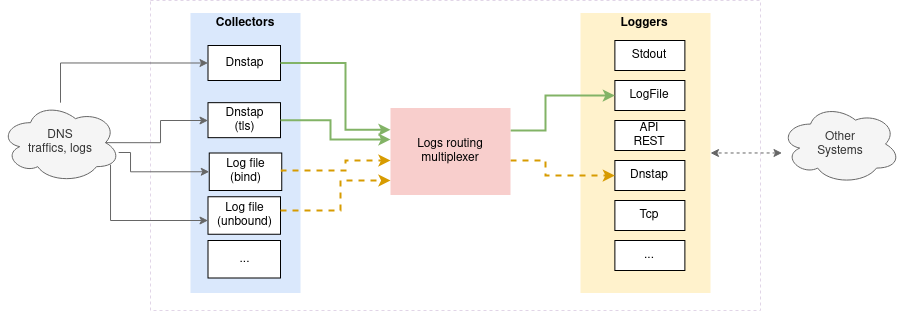 Collectors
Loggers
Dnstap
Dnstap
(tls)
Log file
(bind)
Log file
(unbound)
...
DNS
traffics, logs
Logs routing
multiplexer
Stdout
LogFile
API
REST
Dnstap
Tcp
...
Other
Systems